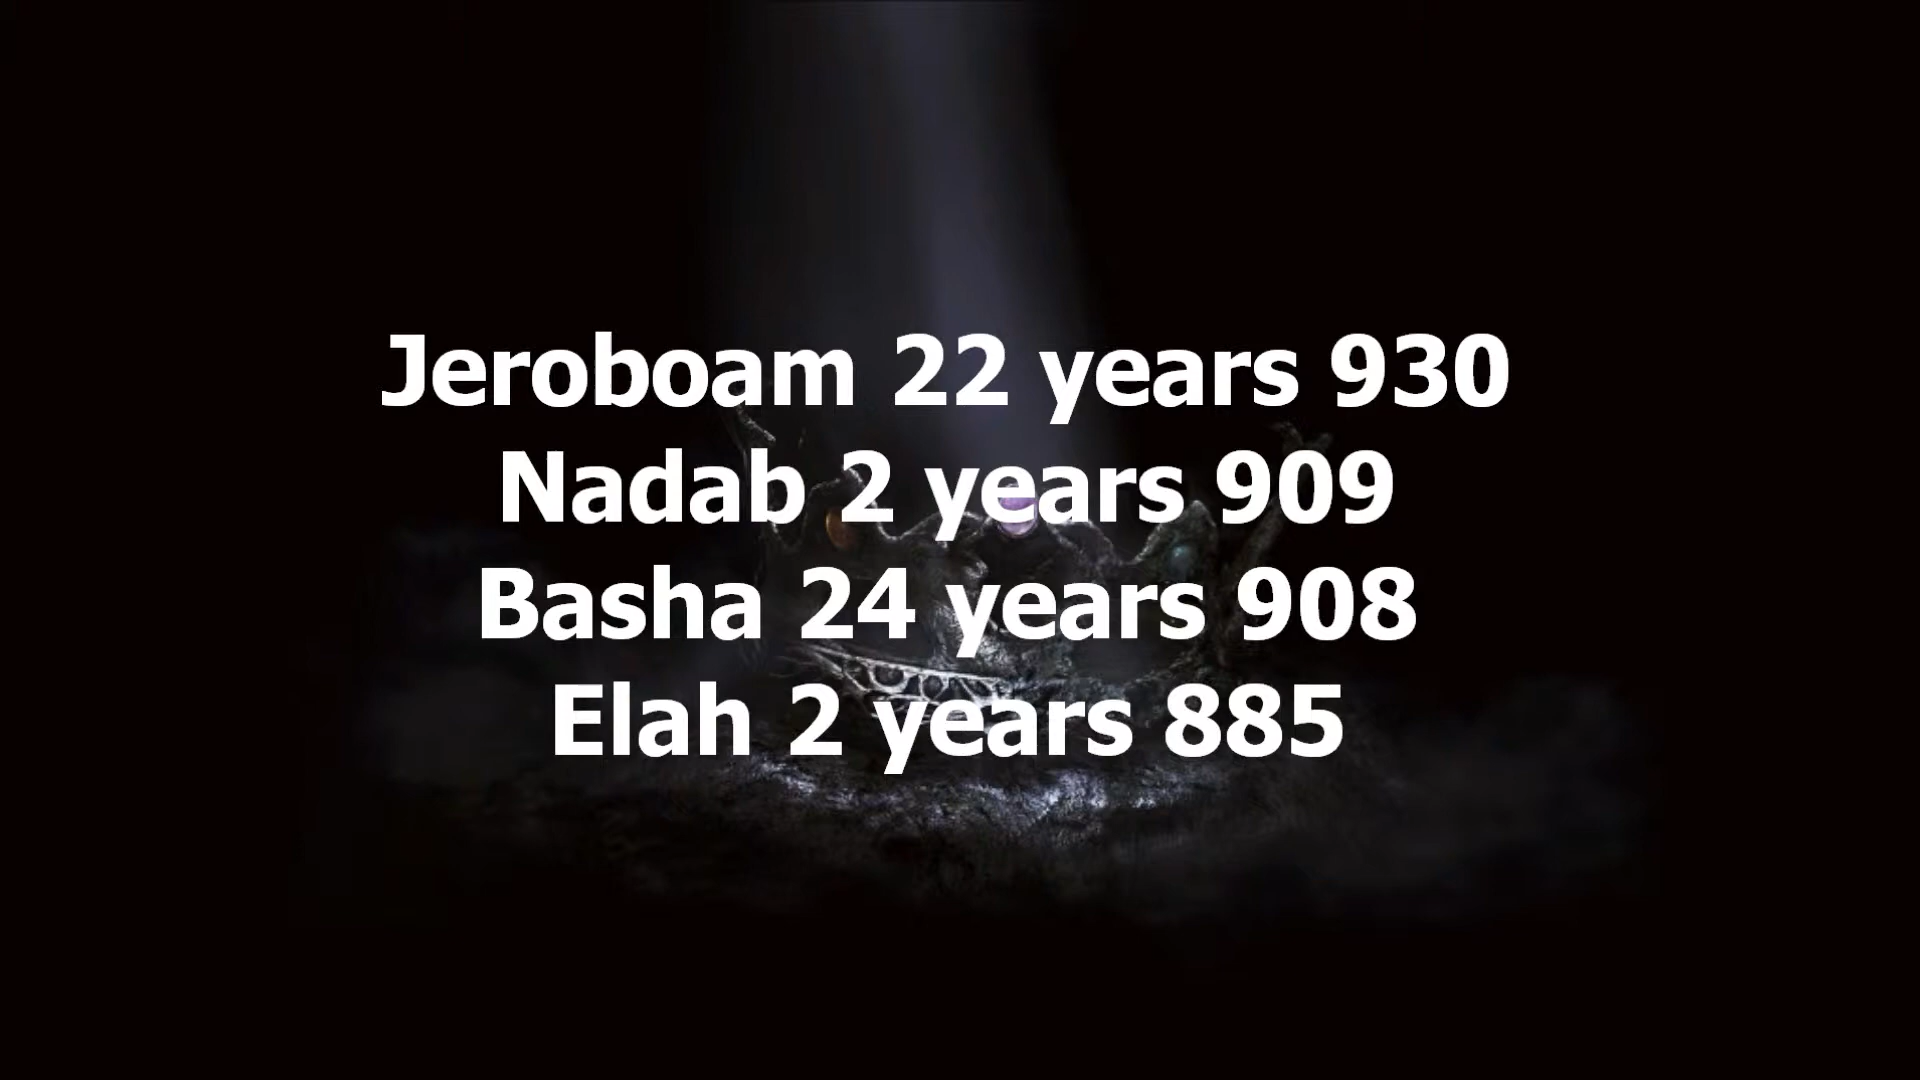 Jeroboam 22 years 930
Nadab 2 years 909
Basha 24 years 908
Elah 2 years 885